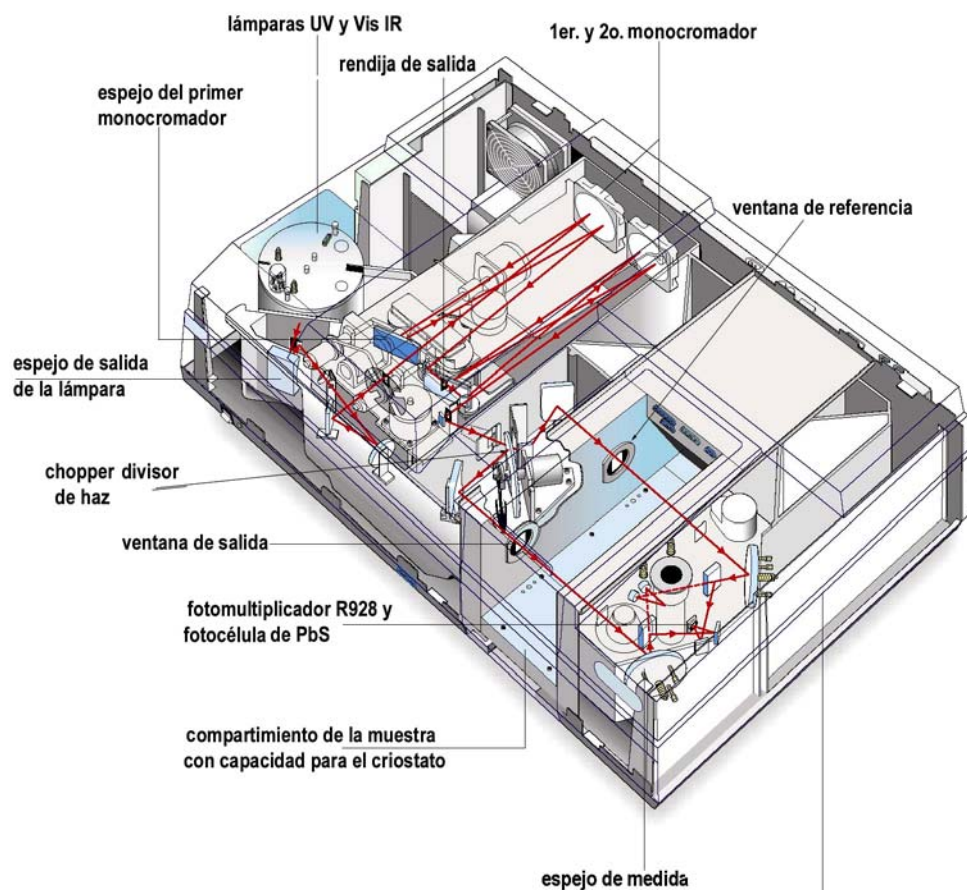 lámparas UV y Vis IR
1er. y 2o. monocromador
rendija de salida
espejo del primer
monocromador
ventana de referencia
espejo de salida
de la lámpara
chopper divisor
de haz
ventana de salida
fotomultiplicador R928 y
fotocélula de PbS
compartimiento de la muestra
con capacidad para el criostato
espejo de medida